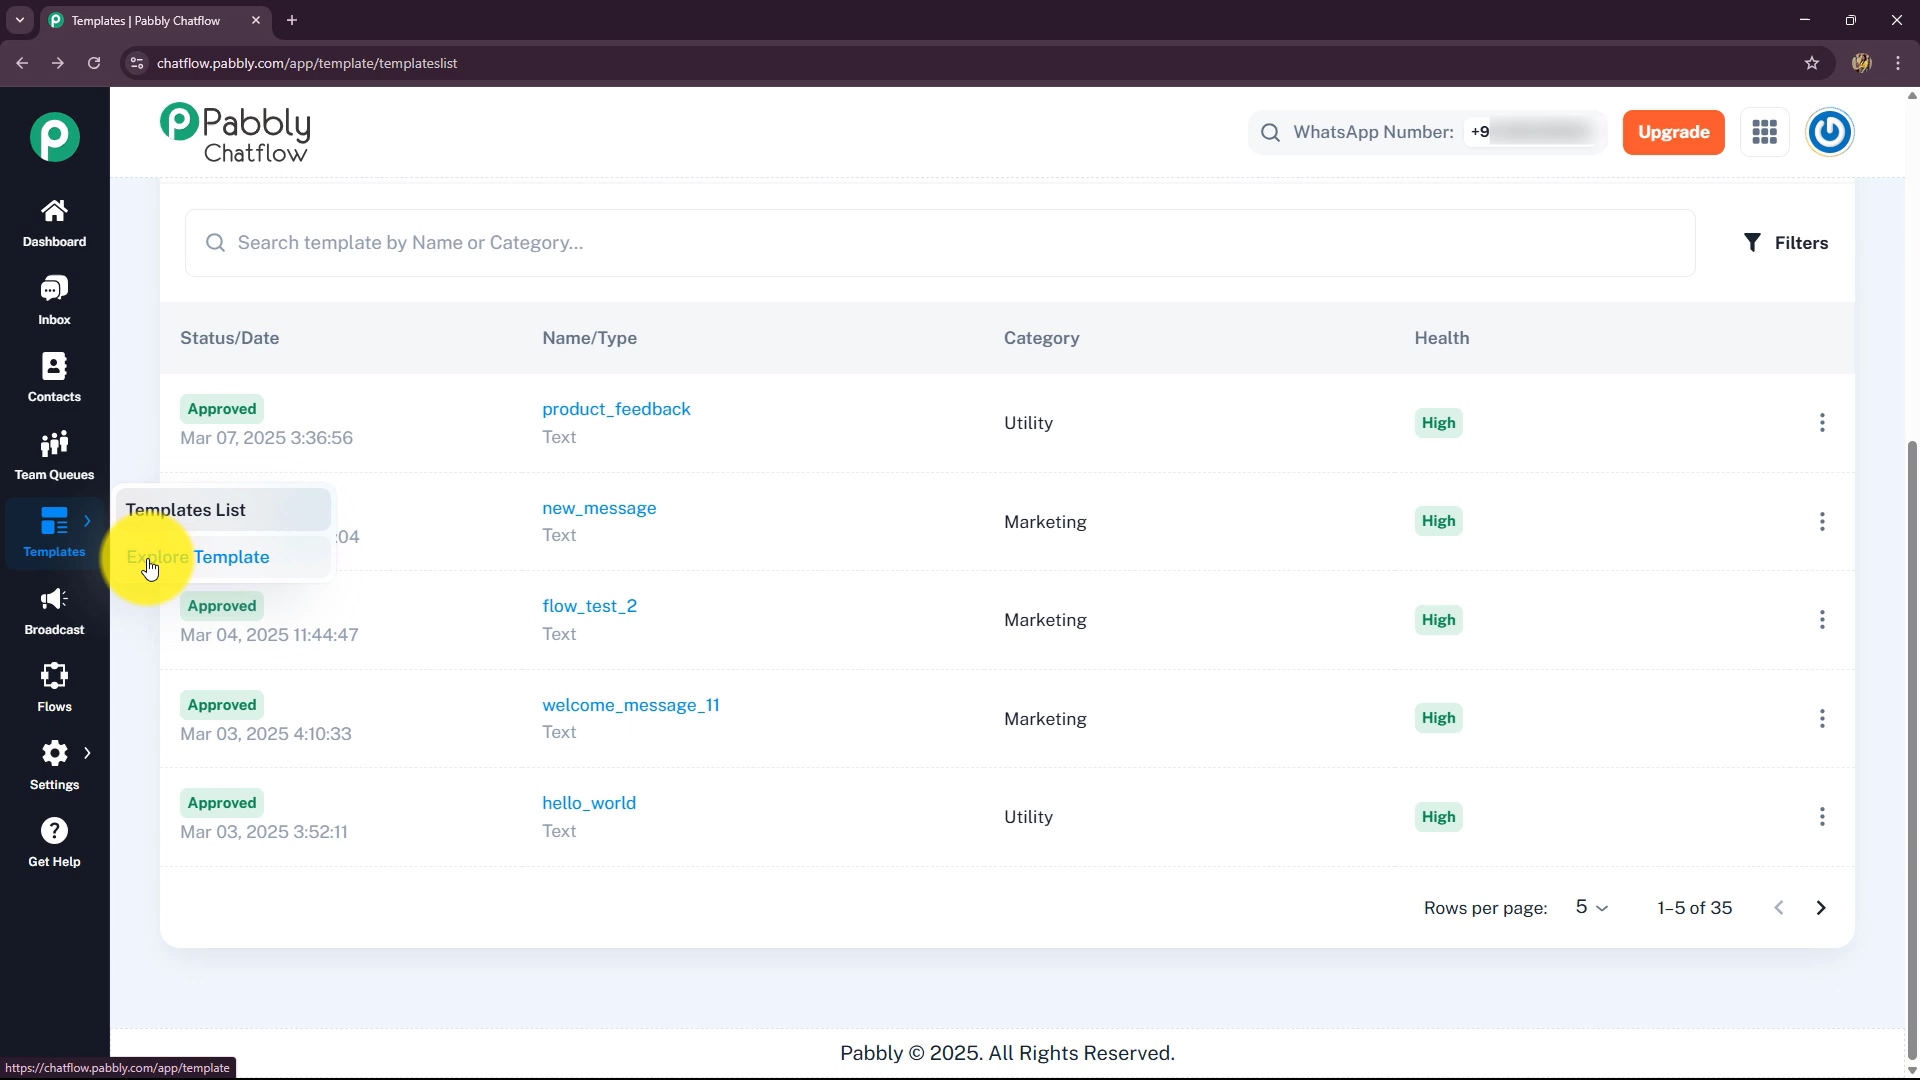 Templates | Pabbly Chatflow
chatflow.pabbly.com/app/template/templateslist
Pabbly
Chatflow
WhatsApp Number: +9
Upgrade
Dashboard
Inbox
Contacts
Team Queues
Templates
Broadcast
Flows
Settings
Get Help
Templates List
Explore Template
Search template by Name or Category...
Filters
Status/Date Name/Type Category Health
Approved
Mar 07, 2025 3:36:56
product_feedback
Text
Utility
High
:04
new_message
Text
Marketing
High
Approved
Mar 04, 2025 11:44:47
flow_test_2
Text
Marketing
High
Approved
Mar 03, 2025 4:10:33
welcome_message_11
Text
Marketing
High
Approved
Mar 03, 2025 3:52:11
hello_world
Text
Utility
High
Rows per page: 5 1–5 of 35
Pabbly © 2025. All Rights Reserved.
https://chatflow.pabbly.com/app/template